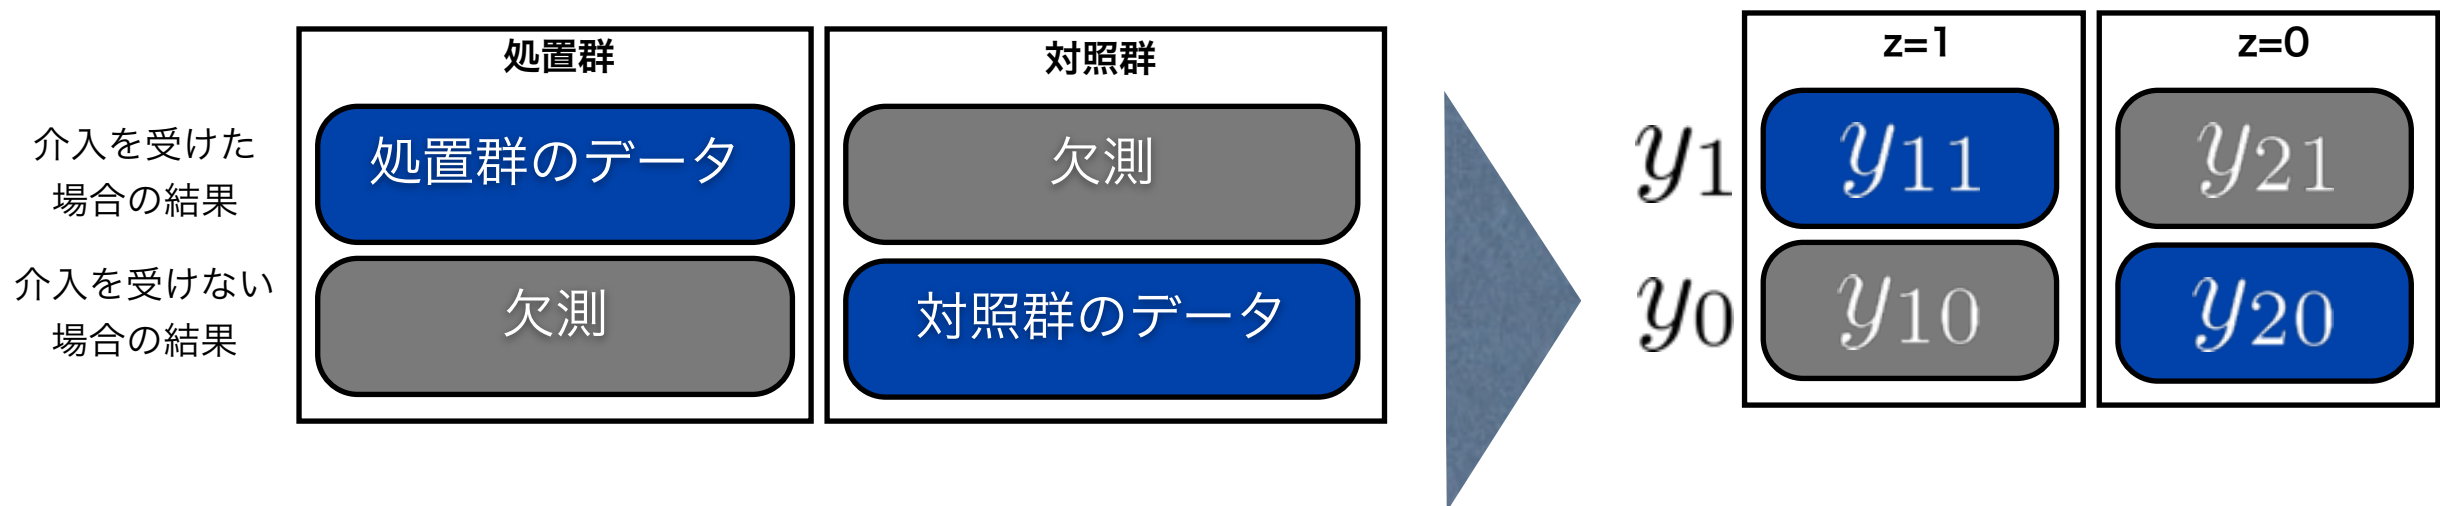 処置群
対照群
介入を受けた
場合の結果
処置群のデータ
欠測
介入を受けない
場合の結果
欠測
対照群のデータ
z=1
z=0
y₁
y₁₁
y₂₁
y₀
y₁₀
y₂₀